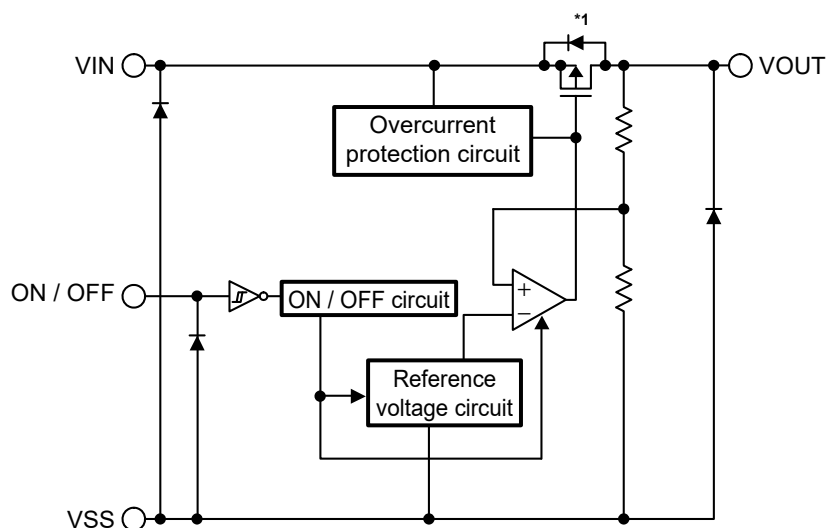 *1
VIN
VOUT
Overcurrent
protection circuit
ON / OFF
ON / OFF circuit
+
−
Reference
voltage circuit
VSS